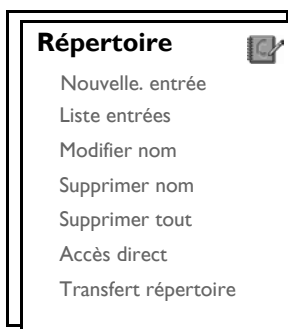 Répertoire
Nouvelle. entrée
Liste entrées
Modifier nom
Supprimer nom
Supprimer tout
Accès direct
Transfert répertoire